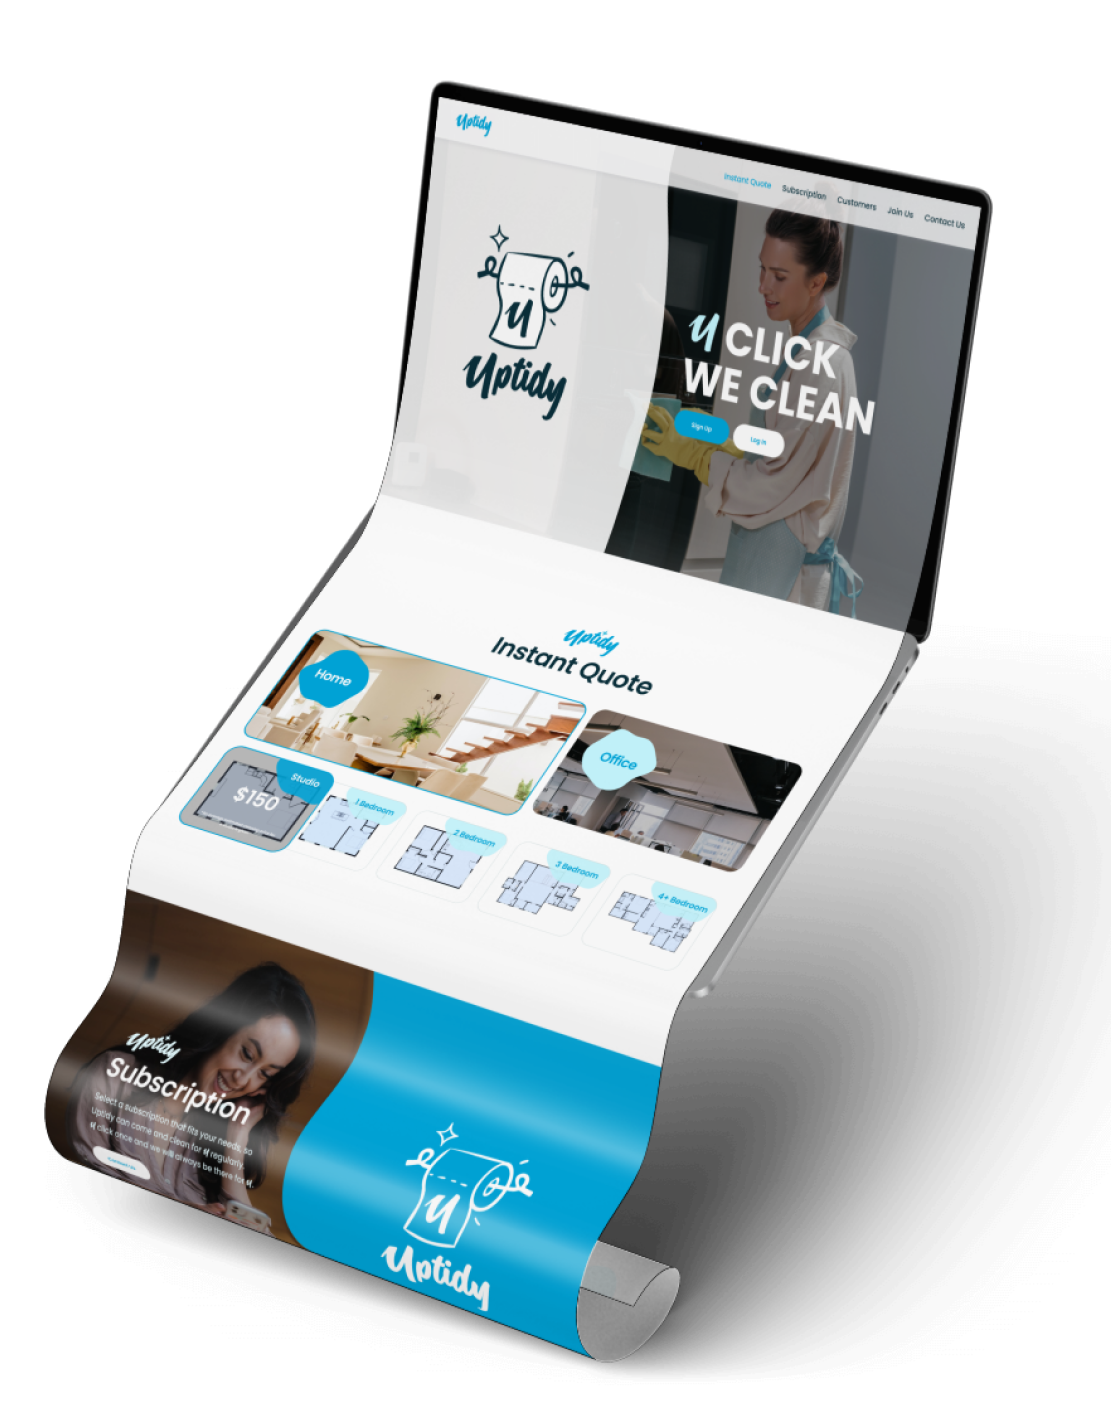 Uptidy
Instant Quote
Subscription
Customers
Join Us
Contact Us
U
Uptidy
U CLICK
WE CLEAN
Sign Up
Log in
Uptidy
Instant Quote
Home
Office
Studio
$150
1 Bedroom
2 Bedroom
3 Bedroom
4+ Bedroom
Uptidy
Subscription
Select a subscription that fits your needs, so
Uptidy can come and clean for U regularly.
U click once and we will always be there for U.
Contact Us
U
Uptidy